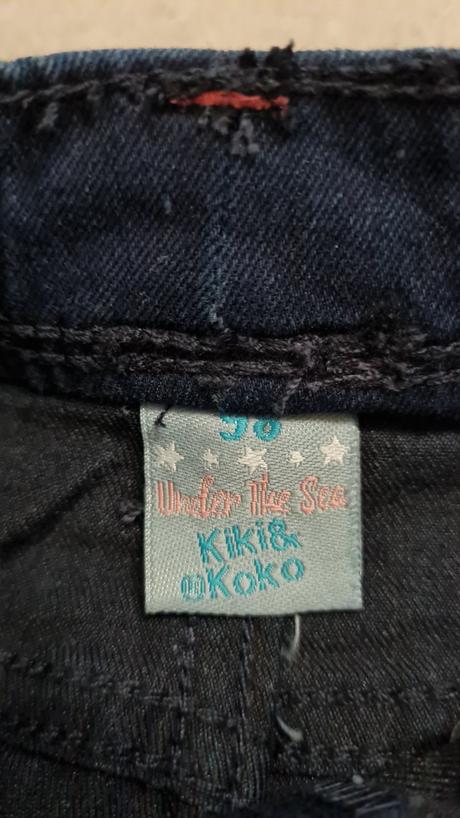 98
Under The Sea
Kiki&
Koko